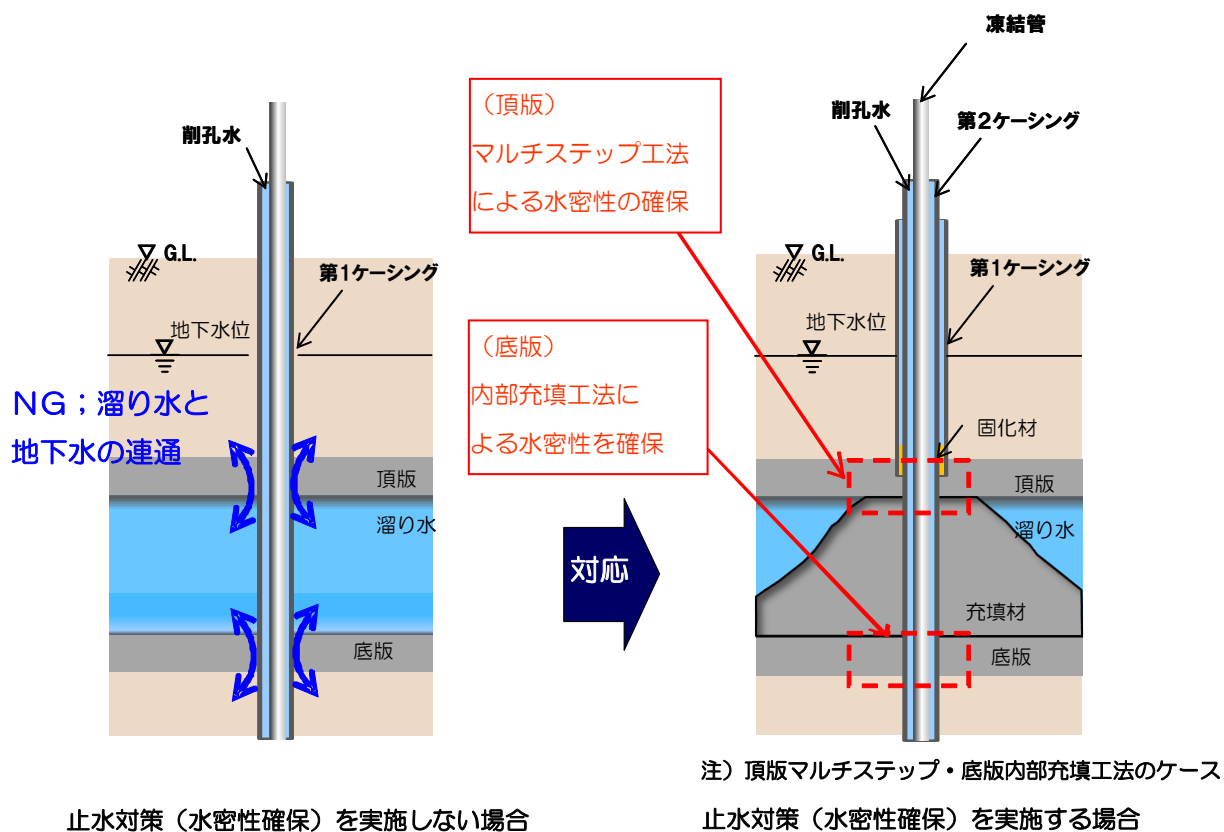 削孔水
G.L.
第1ケーシング
地下水位
NG；溜り水と
地下水の連通
頂版
溜り水
底版
止水対策（水密性確保）を実施しない場合
（頂版）
マルチステップ工法
による水密性の確保
（底版）
内部充填工法に
よる水密性を確保
対応
凍結管
削孔水
第2ケーシング
G.L.
第1ケーシング
地下水位
固化材
頂版
溜り水
充填材
底版
注）頂版マルチステップ・底版内部充填工法のケース
止水対策（水密性確保）を実施する場合